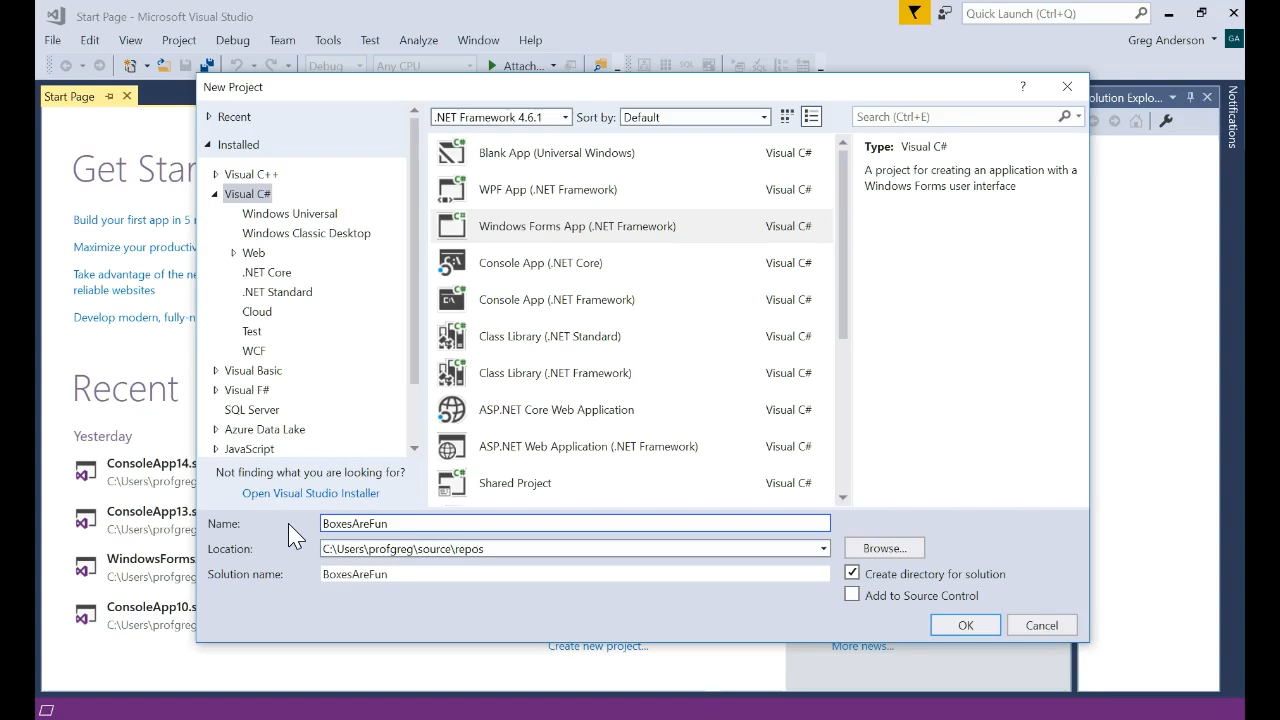 Start Page - Microsoft Visual Studio
Quick Launch (Ctrl+Q)
File Edit View Project Debug Team Tools Test Analyze Window Help
Greg Anderson
GA
Debug Any CPU Attach...
Start Page
New Project
?
olution Explo...
Notifications
Recent
Installed
Visual C++
Visual C#
Windows Universal
Windows Classic Desktop
Web
.NET Core
.NET Standard
Cloud
Test
WCF
Visual Basic
Visual F#
SQL Server
Azure Data Lake
JavaScript
Not finding what you are looking for?
Open Visual Studio Installer
.NET Framework 4.6.1
Sort by: Default
Search (Ctrl+E)
Blank App (Universal Windows) Visual C#
WPF App (.NET Framework) Visual C#
Windows Forms App (.NET Framework) Visual C#
Console App (.NET Core) Visual C#
Console App (.NET Framework) Visual C#
Class Library (.NET Standard) Visual C#
Class Library (.NET Framework) Visual C#
ASP.NET Core Web Application Visual C#
ASP.NET Web Application (.NET Framework) Visual C#
Shared Project Visual C#
Type: Visual C#
A project for creating an application with a
Windows Forms user interface
Name: BoxesAreFun
Location: C:\Users\profgreg\source\repos
Browse...
Solution name: BoxesAreFun
Create directory for solution
Add to Source Control
OK
Cancel
Get Star
Build your first app in 5
Maximize your productiv
Take advantage of the ne
reliable websites
Develop modern, fully-n
Recent
Yesterday
ConsoleApp14.s
C:\Users\profgre
ConsoleApp13.s
C:\Users\profgre
WindowsForms
C:\Users\profgre
ConsoleApp10.s
C:\Users\profgre
Create new project...
More news...